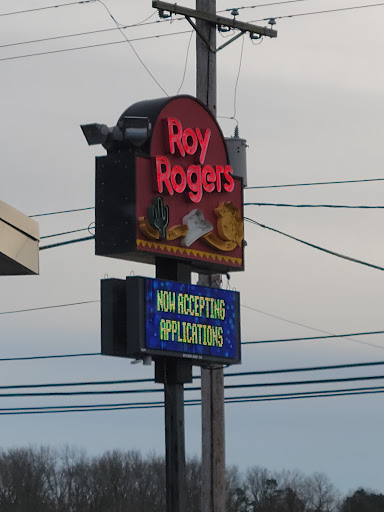 Roy
Rogers
NOW ACCEPTING
APPLICATIONS